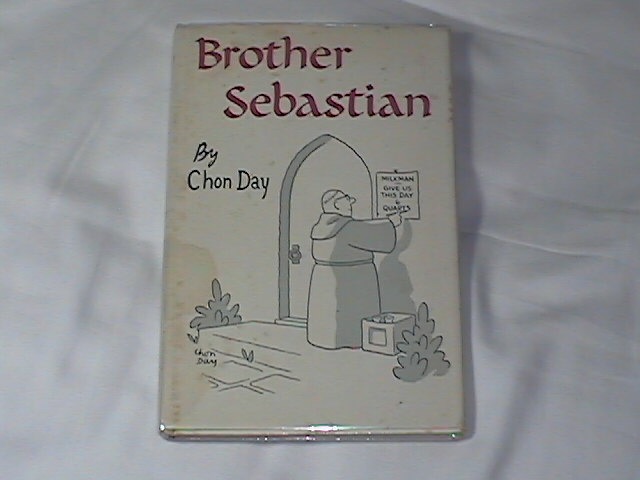 Brother
Sebastian
By
Chon Day
MILKMAN
GIVE US
THIS DAY
6
QUARTS
Chon
Day